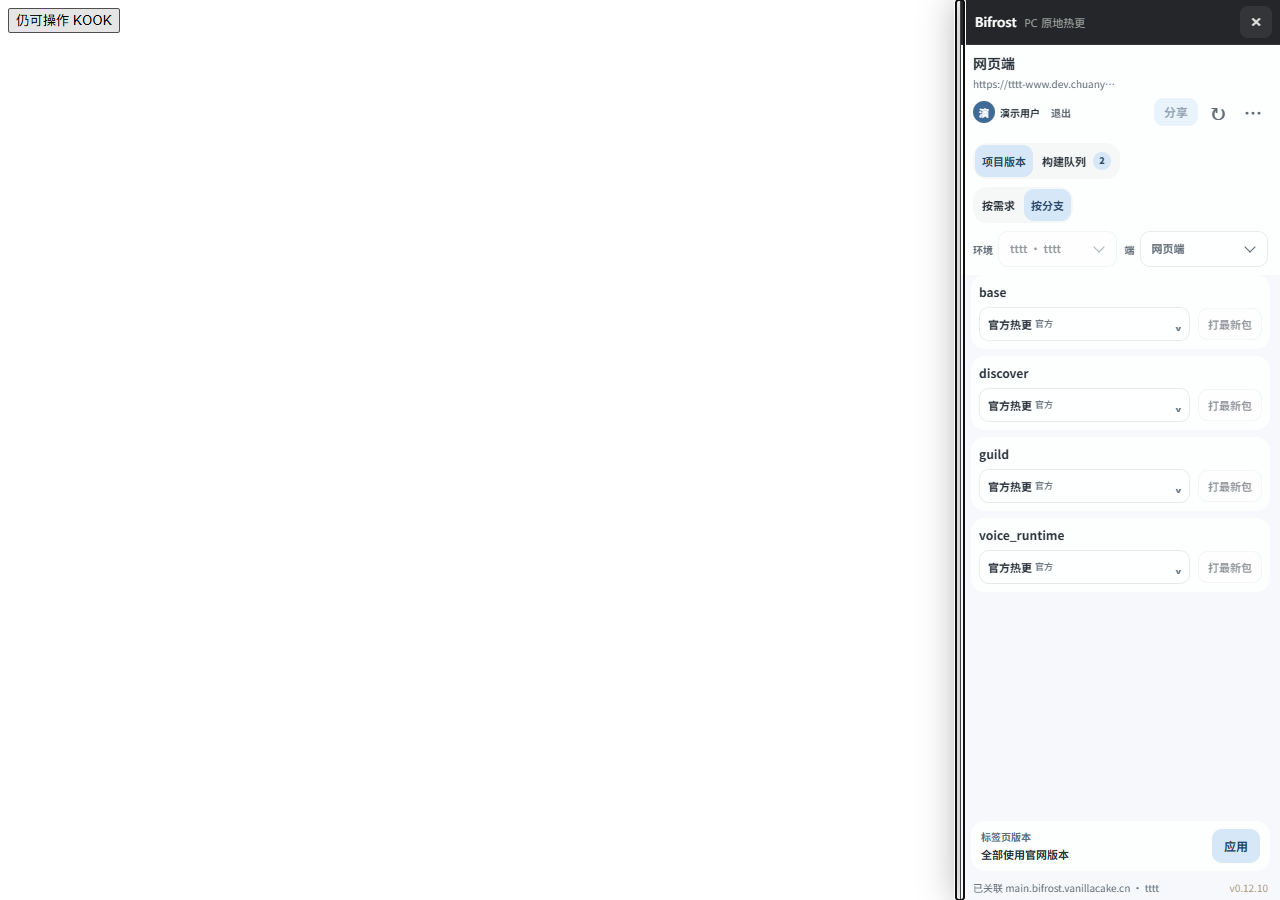 仍可操作 KOOK
Bifrost PC 原地热更 ×
网页端
https://tttt-www.dev.chuany···
演 演示用户 退出 分享 ↻ ···
项目版本 构建队列 2
按需求 按分支
环境 tttt · tttt 端 网页端
base
官方热更 官方 v 打最新包
discover
官方热更 官方 v 打最新包
guild
官方热更 官方 v 打最新包
voice_runtime
官方热更 官方 v 打最新包
标签页版本
全部使用官网版本 应用
已关联 main.bifrost.vanillacake.cn · tttt v0.12.10